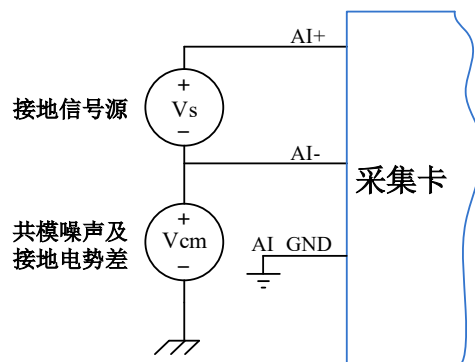 AI+
+
接地信号源
Vs
−
AI-
采集卡
+
共模噪声及
接地电势差
Vcm
−
AI GND